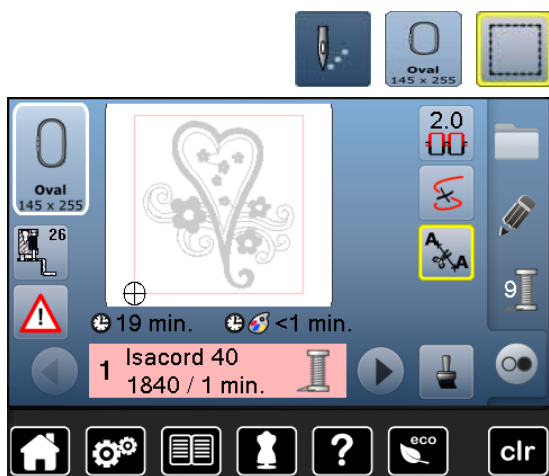 Oval
145 x 255
Oval
145 x 255
2.0
26
A A
9
19 min.
<1 min.
1
Isacord 40
1840 / 1 min.
?
eco
clr